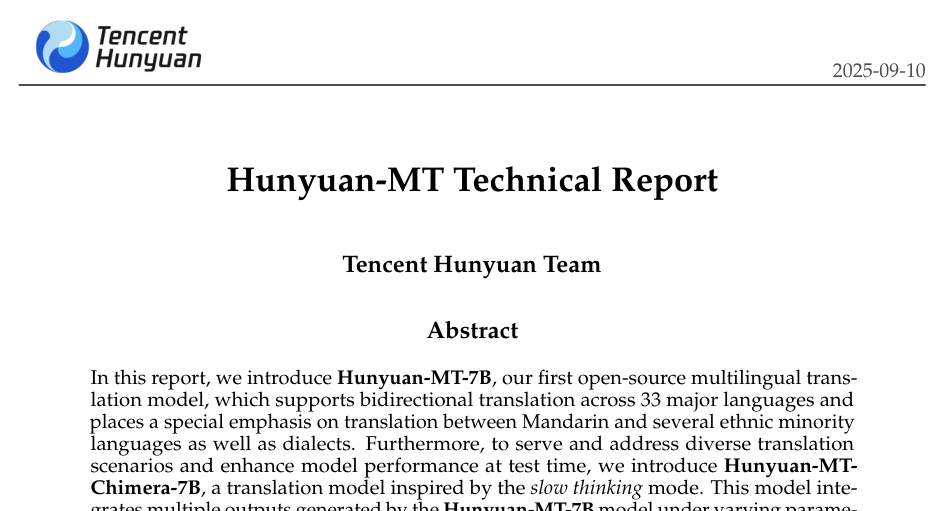 Tencent
Hunyuan
2025-09-10
Hunyuan-MT Technical Report
Tencent Hunyuan Team
Abstract
In this report, we introduce Hunyuan-MT-7B, our first open-source multilingual trans-
lation model, which supports bidirectional translation across 33 major languages and
places a special emphasis on translation between Mandarin and several ethnic minority
languages as well as dialects. Furthermore, to serve and address diverse translation
scenarios and enhance model performance at test time, we introduce Hunyuan-MT-
Chimera-7B, a translation model inspired by the slow thinking mode. This model inte-
grates multiple outputs generated by the Hunyuan-MT-7B model under varying parame-